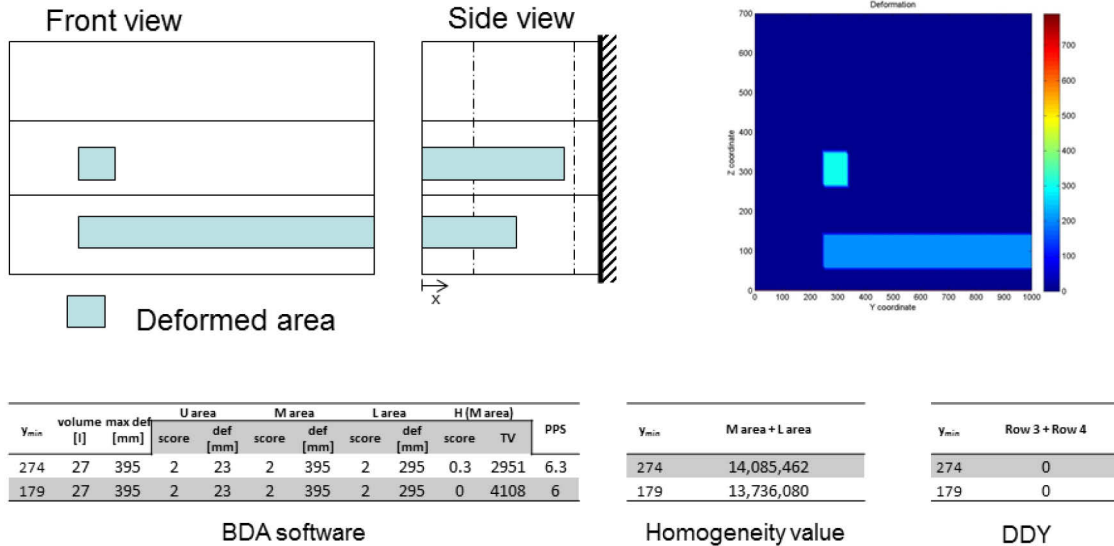 Front view
Side view
x
Deformed area
Deformation
700
600
500
400
300
200
100
0
Z coordinate
0 100 200 300 400 500 600 700 800 900 1000
Y coordinate
700
600
500
400
300
200
100
0
U area M area L area H (M area)
ymin volume [l] max def [mm] score def [mm] score def [mm] score def [mm] score TV PPS
274 27 395 2 23 2 395 2 295 0.3 2951 6.3
179 27 395 2 23 2 395 2 295 0 4108 6
BDA software
ymin M area + L area
274 14,085,462
179 13,736,080
Homogeneity value
ymin Row 3 + Row 4
274 0
179 0
DDY